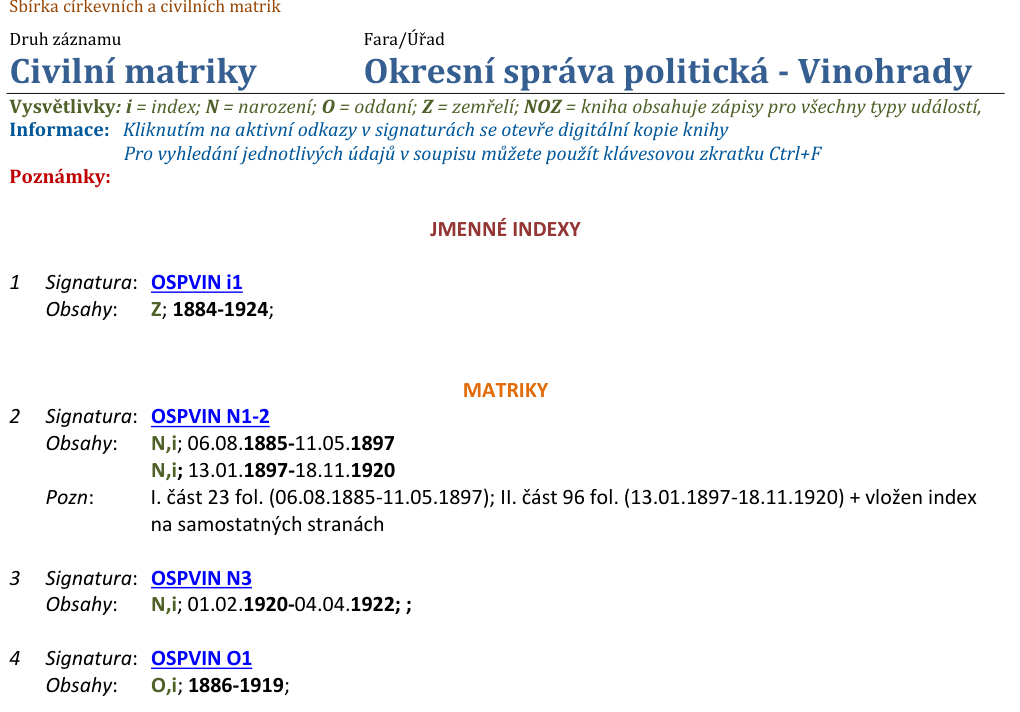 Sbírka církevních a civilních matrik
Druh záznamu Fara/Úřad
Civilní matriky Okresní správa politická - Vinohrady
Vysvětlivky: i = index; N = narození; O = oddaní; Z = zemřelí; NOZ = kniha obsahuje zápisy pro všechny typy událostí,
Informace: Kliknutím na aktivní odkazy v signaturách se otevře digitální kopie knihy
Pro vyhledání jednotlivých údajů v soupisu můžete použít klávesovou zkratku Ctrl+F
Poznámky:
JMENNÉ INDEXY
1 Signatura: OSPVIN i1
Obsahy: Z; 1884-1924;
MATRIKY
2 Signatura: OSPVIN N1-2
Obsahy: N,i; 06.08.1885-11.05.1897
N,i; 13.01.1897-18.11.1920
Pozn: I. část 23 fol. (06.08.1885-11.05.1897); II. část 96 fol. (13.01.1897-18.11.1920) + vložen index
na samostatných stranách
3 Signatura: OSPVIN N3
Obsahy: N,i; 01.02.1920-04.04.1922; ;
4 Signatura: OSPVIN O1
Obsahy: O,i; 1886-1919;